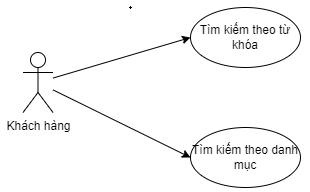 Tìm kiếm theo từ
khóa
Khách hàng
Tìm kiếm theo danh
mục